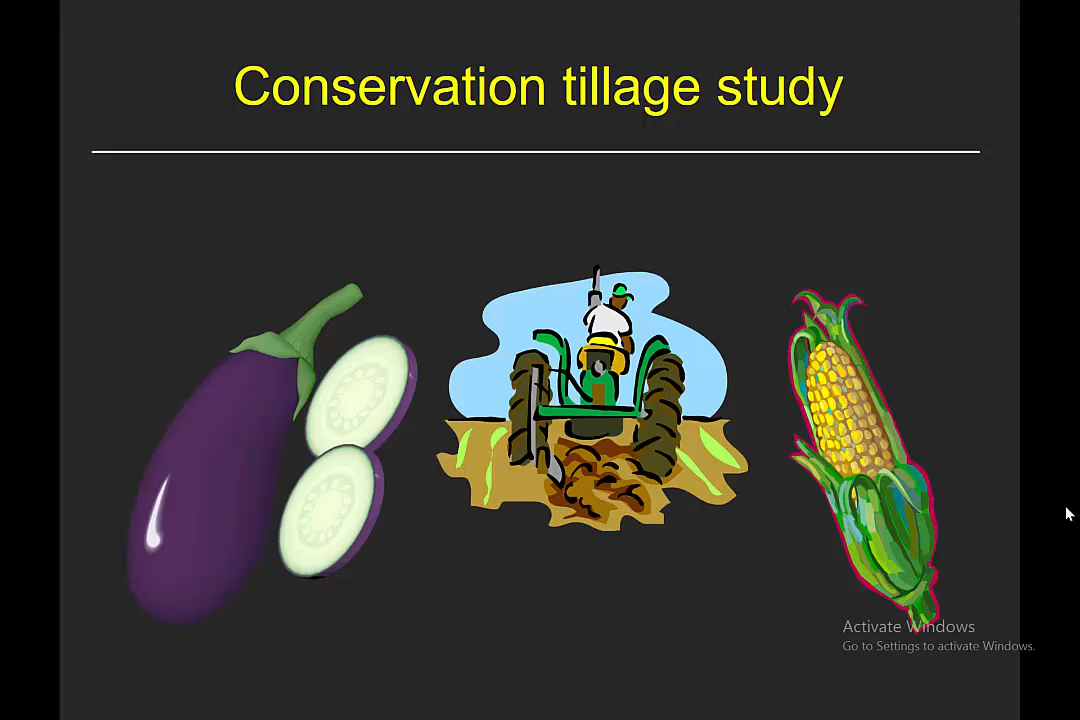 Conservation tillage study
Activate Windows
Go to Settings to activate Windows.